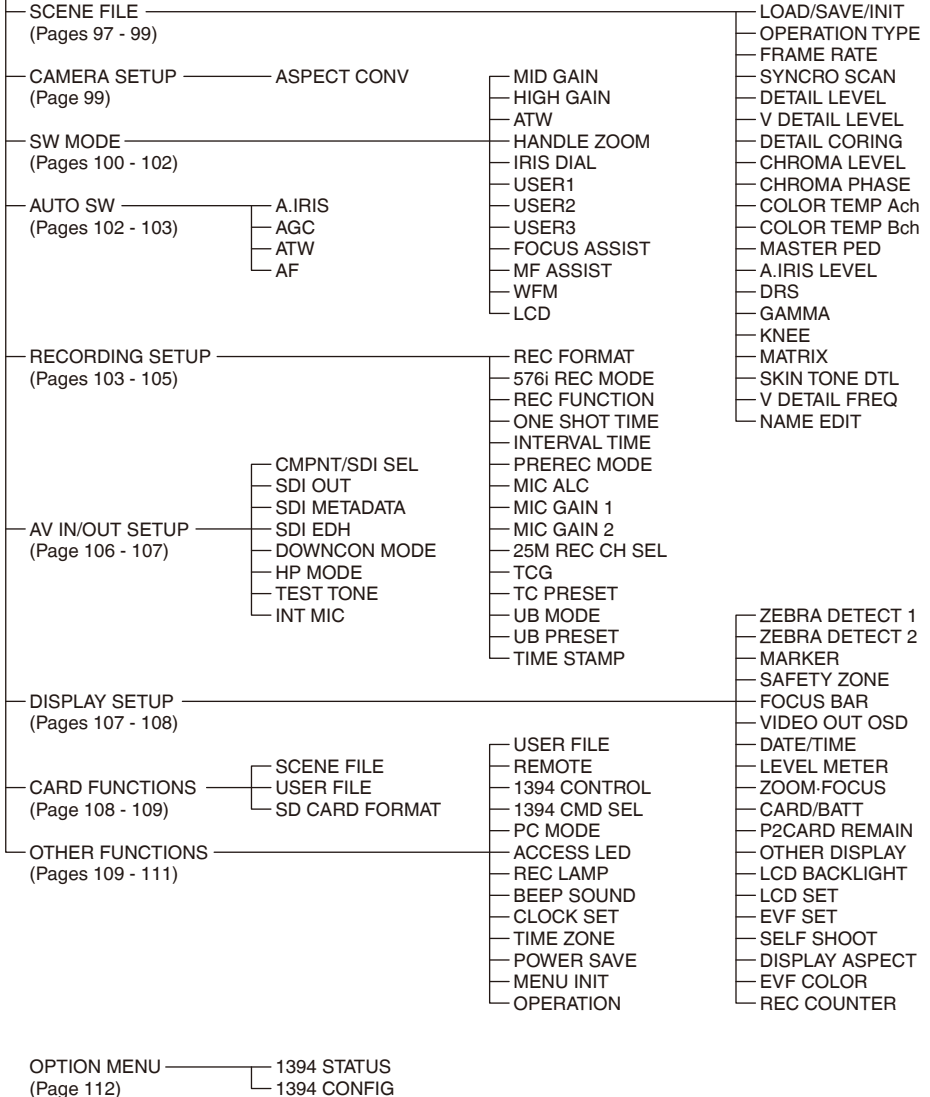 SCENE FILE
(Pages 97 - 99)
LOAD/SAVE/INIT
OPERATION TYPE
FRAME RATE
SYNCRO SCAN
DETAIL LEVEL
V DETAIL LEVEL
DETAIL CORING
CHROMA LEVEL
CHROMA PHASE
COLOR TEMP Ach
COLOR TEMP Bch
MASTER PED
A.IRIS LEVEL
DRS
GAMMA
KNEE
MATRIX
SKIN TONE DTL
V DETAIL FREQ
NAME EDIT
CAMERA SETUP
(Page 99)
ASPECT CONV
SW MODE
(Pages 100 - 102)
MID GAIN
HIGH GAIN
ATW
HANDLE ZOOM
IRIS DIAL
USER1
USER2
USER3
FOCUS ASSIST
MF ASSIST
WFM
LCD
AUTO SW
(Pages 102 - 103)
A.IRIS
AGC
ATW
AF
RECORDING SETUP
(Pages 103 - 105)
REC FORMAT
576i REC MODE
REC FUNCTION
ONE SHOT TIME
INTERVAL TIME
PREREC MODE
MIC ALC
MIC GAIN 1
MIC GAIN 2
25M REC CH SEL
TCG
TC PRESET
UB MODE
UB PRESET
TIME STAMP
AV IN/OUT SETUP
(Page 106 - 107)
CMPNT/SDI SEL
SDI OUT
SDI METADATA
SDI EDH
DOWNCON MODE
HP MODE
TEST TONE
INT MIC
DISPLAY SETUP
(Pages 107 - 108)
ZEBRA DETECT 1
ZEBRA DETECT 2
MARKER
SAFETY ZONE
FOCUS BAR
VIDEO OUT OSD
DATE/TIME
LEVEL METER
ZOOM·FOCUS
CARD/BATT
P2CARD REMAIN
OTHER DISPLAY
LCD BACKLIGHT
LCD SET
EVF SET
SELF SHOOT
DISPLAY ASPECT
EVF COLOR
REC COUNTER
CARD FUNCTIONS
(Page 108 - 109)
SCENE FILE
USER FILE
SD CARD FORMAT
OTHER FUNCTIONS
(Pages 109 - 111)
USER FILE
REMOTE
1394 CONTROL
1394 CMD SEL
PC MODE
ACCESS LED
REC LAMP
BEEP SOUND
CLOCK SET
TIME ZONE
POWER SAVE
MENU INIT
OPERATION
OPTION MENU
(Page 112)
1394 STATUS
1394 CONFIG